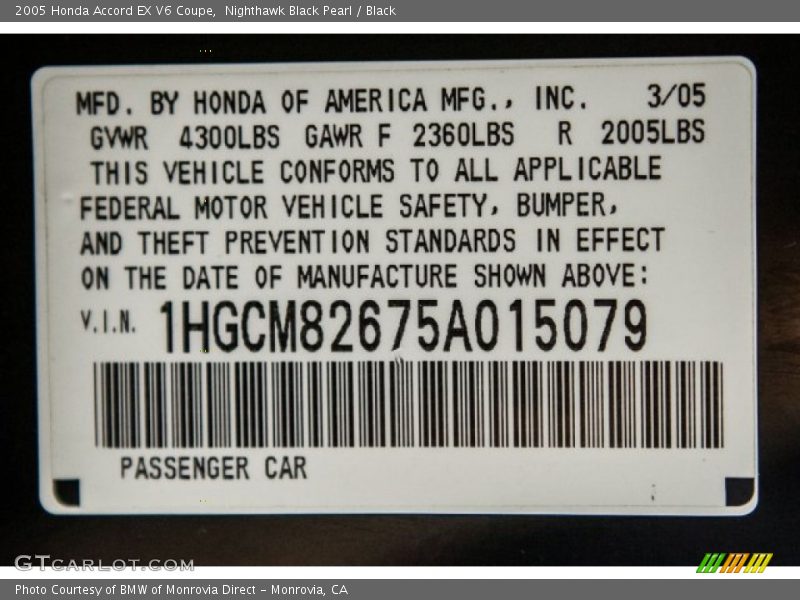 2005 Honda Accord EX V6 Coupe,  Nighthawk Black Pearl / Black
MFD. BY HONDA OF AMERICA MFG., INC. 3/05
GVWR 4300LBS GAWR F 2360LBS R 2005LBS
THIS VEHICLE CONFORMS TO ALL APPLICABLE
FEDERAL MOTOR VEHICLE SAFETY, BUMPER,
AND THEFT PREVENTION STANDARDS IN EFFECT
ON THE DATE OF MANUFACTURE SHOWN ABOVE:
V.I.N. 1HGCM82675A015079
PASSENGER CAR
GTCARLOT.COM
Photo Courtesy of BMW of Monrovia Direct - Monrovia, CA